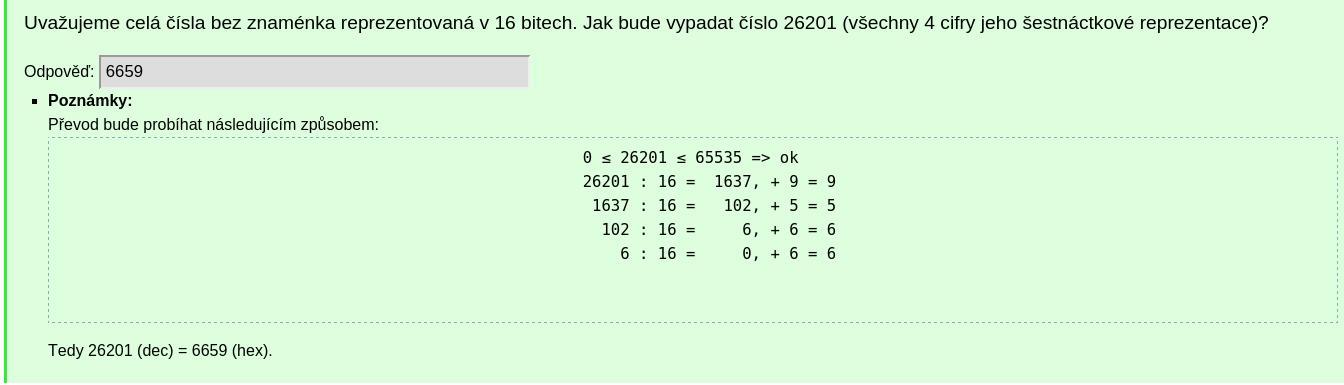 Uvažujeme celá čísla bez znaménka reprezentovaná v 16 bitech. Jak bude vypadat číslo 26201 (všechny 4 cifry jeho šestnáctkové reprezentace)?
Odpověď: 6659
Poznámky:
Převod bude probíhat následujícím způsobem:
0 ≤ 26201 ≤ 65535 => ok
26201 : 16 =  1637, + 9 = 9
 1637 : 16 =   102, + 5 = 5
  102 : 16 =     6, + 6 = 6
    6 : 16 =     0, + 6 = 6
Tedy 26201 (dec) = 6659 (hex).